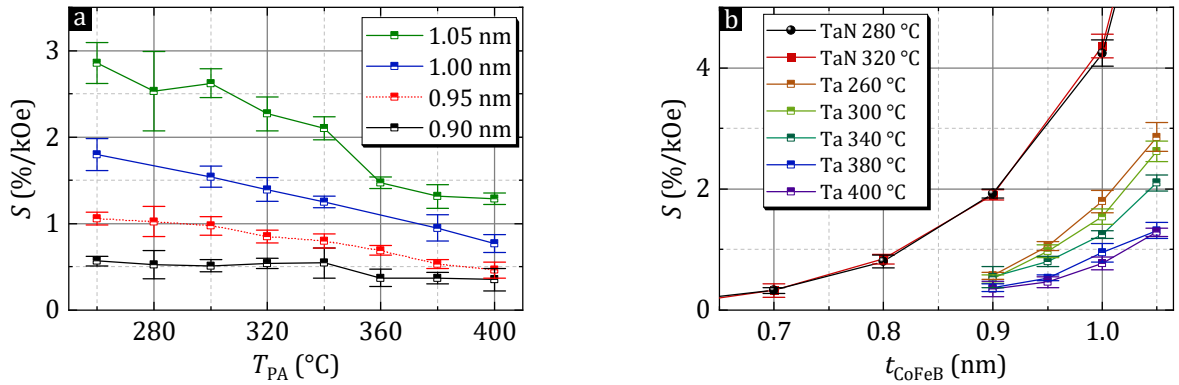 a
1.05 nm
1.00 nm
0.95 nm
0.90 nm
3
2
1
0
S (%/kOe)
280 320 360 400
T_PA (°C)
b
TaN 280 °C
TaN 320 °C
Ta 260 °C
Ta 300 °C
Ta 340 °C
Ta 380 °C
Ta 400 °C
4
2
0
S (%/kOe)
0.7 0.8 0.9 1.0
t_CoFeB (nm)